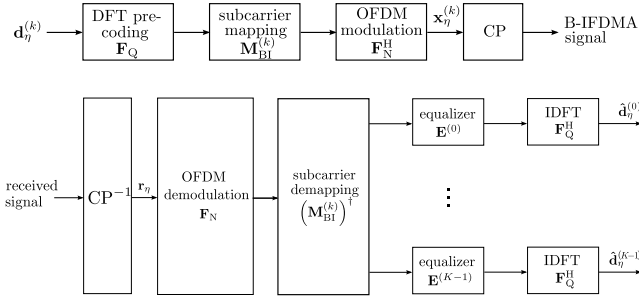 d_η^(k)
DFT pre-
coding
F_Q
subcarrier
mapping
M_BI^(k)
OFDM
modulation
F_N^H
x_η^(k)
CP
B-IFDMA
signal
received
signal
CP^−1
r_η
OFDM
demodulation
F_N
subcarrier
demapping
(M_BI^(k))^†
equalizer
E^(0)
IDFT
F_Q^H
d̂_η^(0)
⋮
equalizer
E^(K−1)
IDFT
F_Q^H
d̂_η^(K−1)